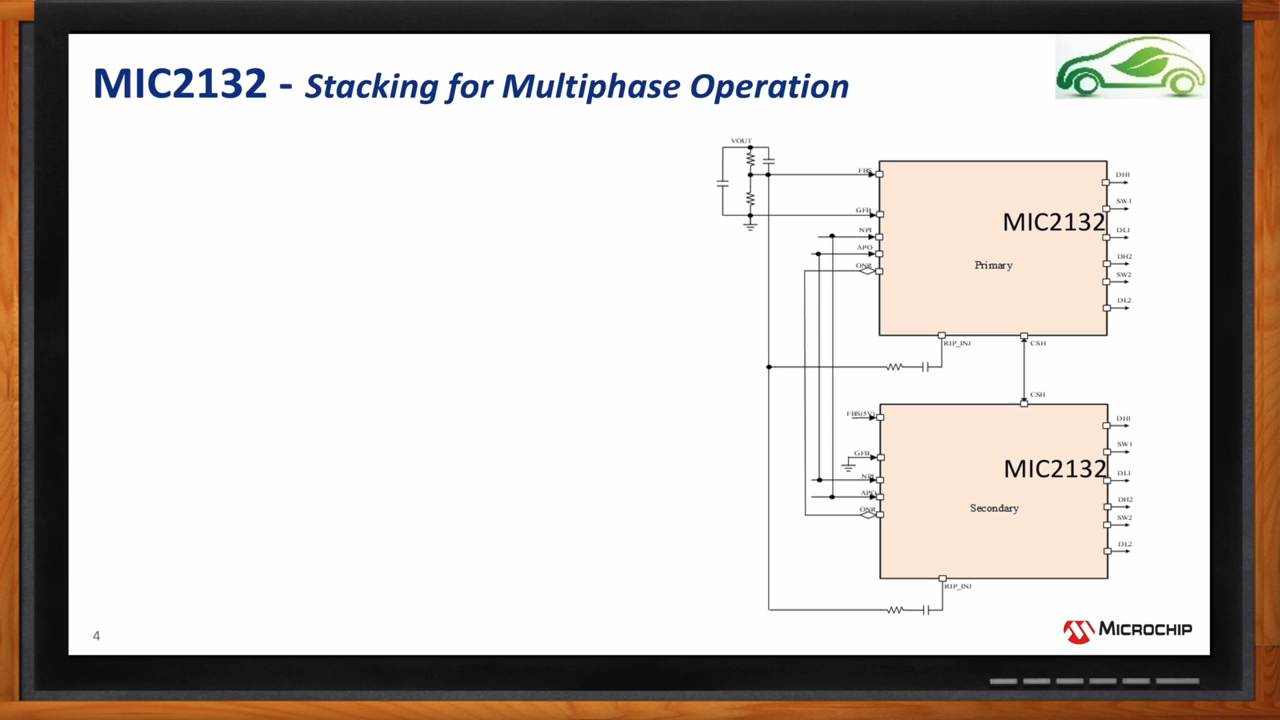 MIC2132 - Stacking for Multiphase Operation
VOUT
FBS
GFB
NPI
APO
ONR
MIC2132
Primary
DH1
SW1
DL1
DH2
SW2
DL2
RIP_INJ
CSH
CSH
FBS(5V)
GFB
NPI
APO
ONR
MIC2132
Secondary
DH1
SW1
DL1
DH2
SW2
DL2
RIP_INJ
4
MICROCHIP